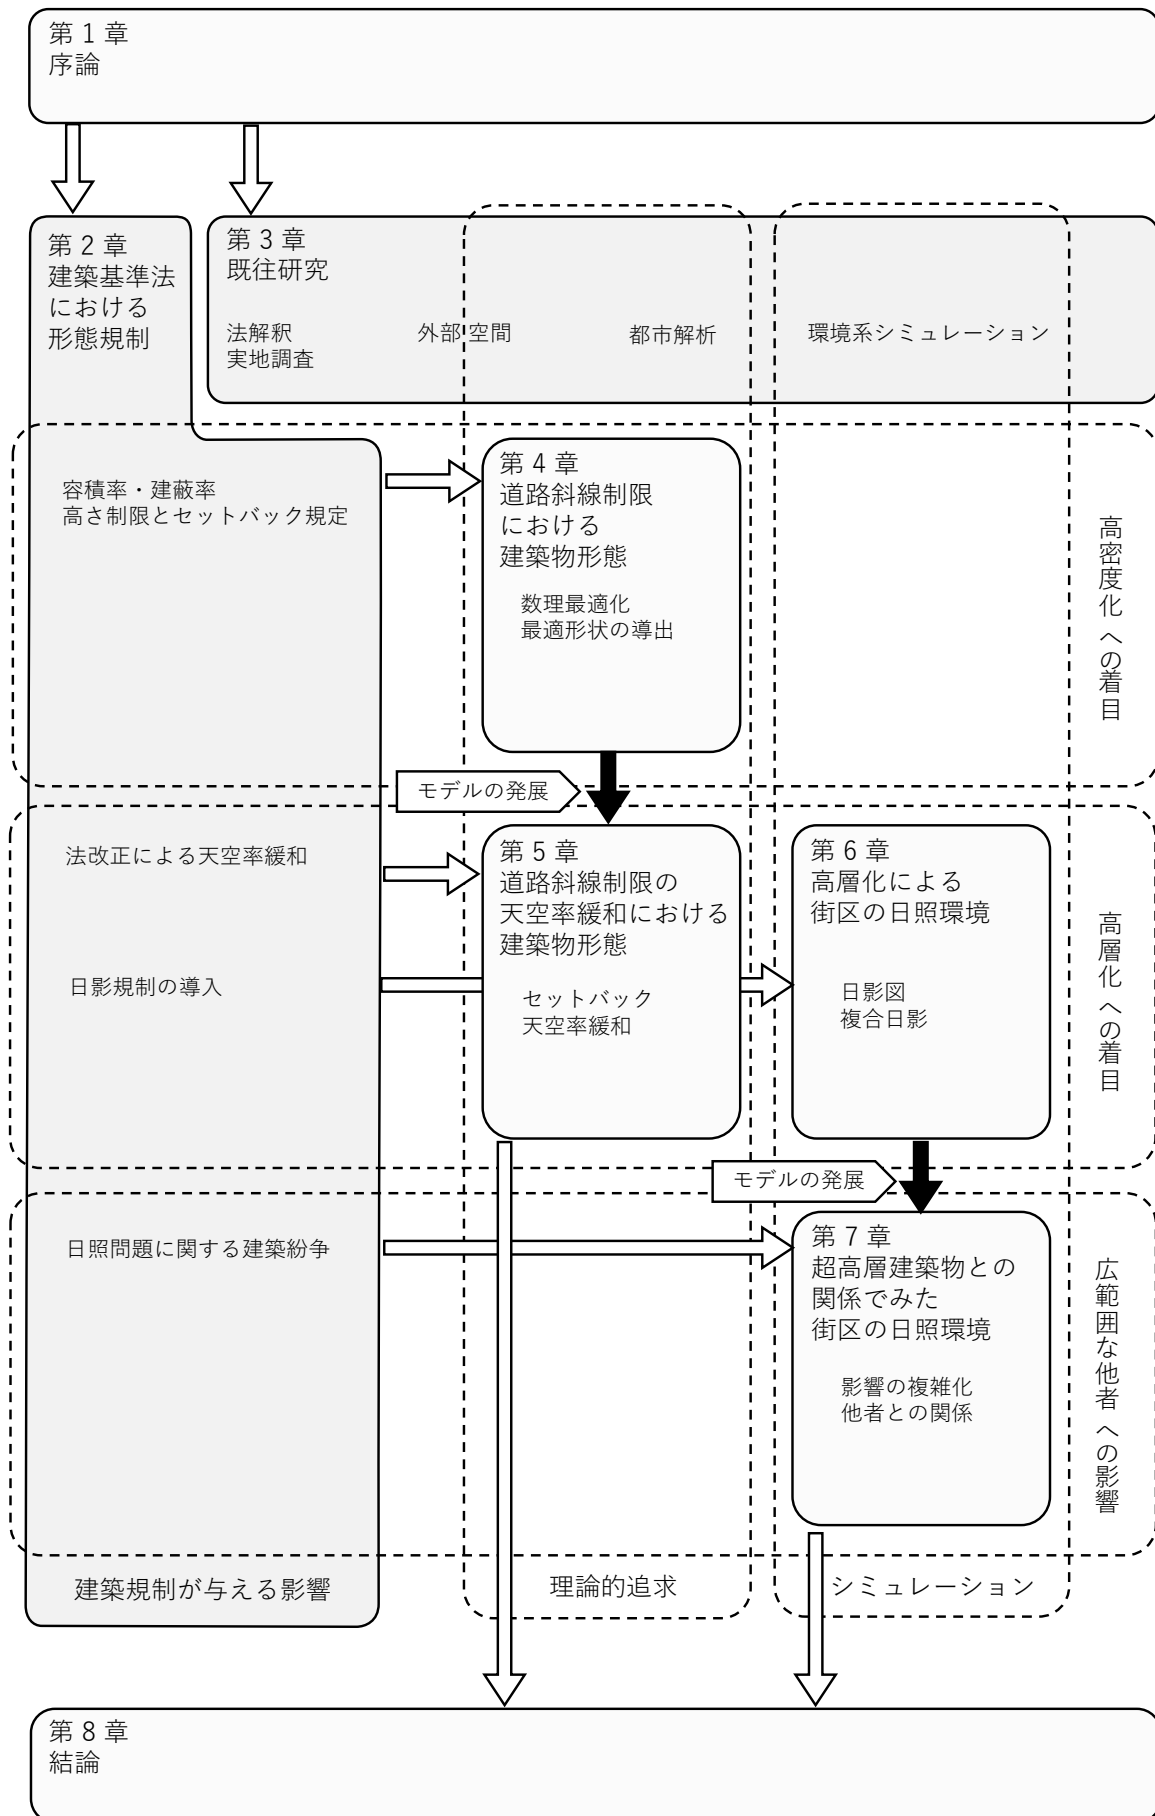 第 1 章
序論
第 2 章
建築基準法
における
形態規制
第 3 章
既往研究
法解釈
実地調査
外部 空間
都市解析
環境系シミュレーション
容積率・建蔽率
高さ制限とセットバック規定
第 4 章
道路斜線制限
における
建築物形態
数理最適化
最適形状の導出
高密度化への着目
モデルの発展
法改正による天空率緩和
日影規制の導入
第 5 章
道路斜線制限の
天空率緩和における
建築物形態
セットバック
天空率緩和
第 6 章
高層化による
街区の日照環境
日影図
複合日影
高層化への着目
モデルの発展
日照問題に関する建築紛争
第 7 章
超高層建築物との
関係でみた
街区の日照環境
影響の複雑化
他者との関係
広範囲な他者への影響
建築規制が与える影響
理論的追求
シミュレーション
第 8 章
結論